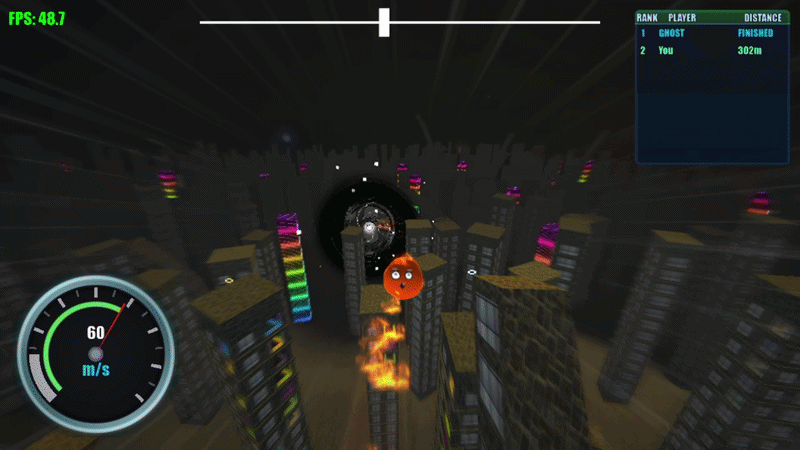 FPS: 48.7
RANK PLAYER DISTANCE
1 GHOST FINISHED
2 You 302m
60
m/s